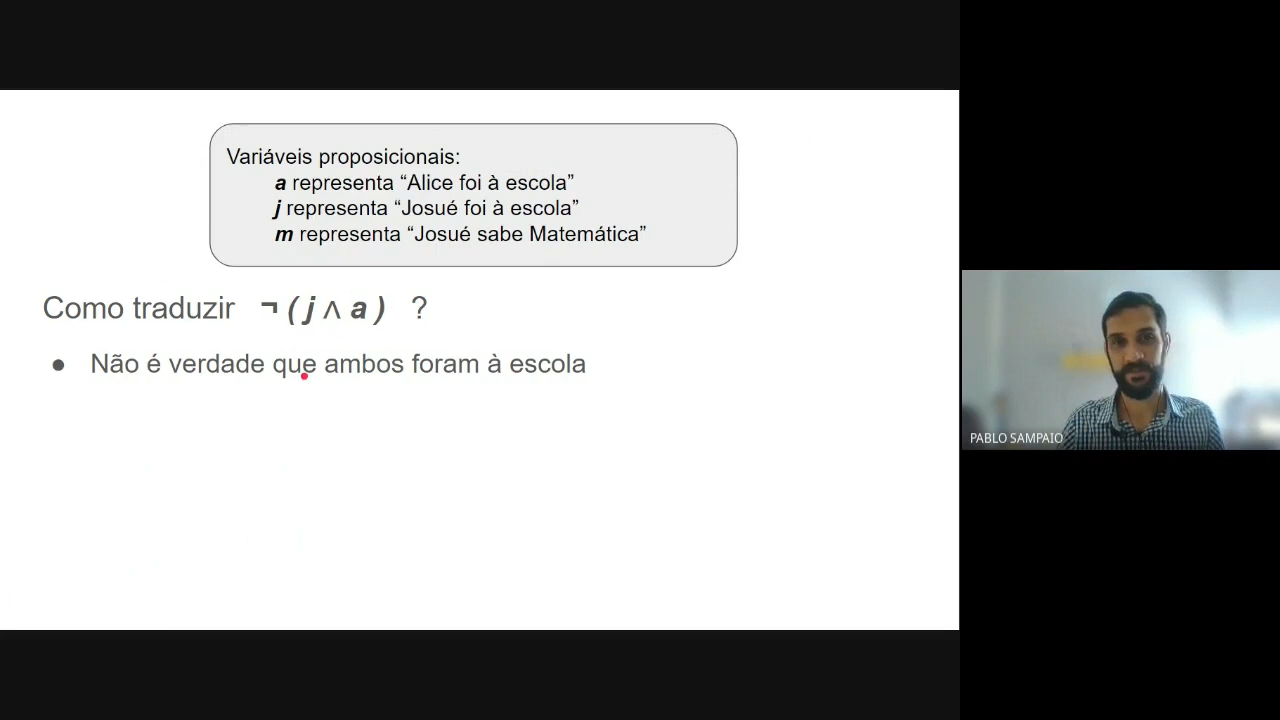 Variáveis proposicionais:
a representa “Alice foi à escola”
j representa “Josué foi à escola”
m representa “Josué sabe Matemática”
Como traduzir ¬ ( j ∧ a ) ?
● Não é verdade que ambos foram à escola
PABLO SAMPAIO